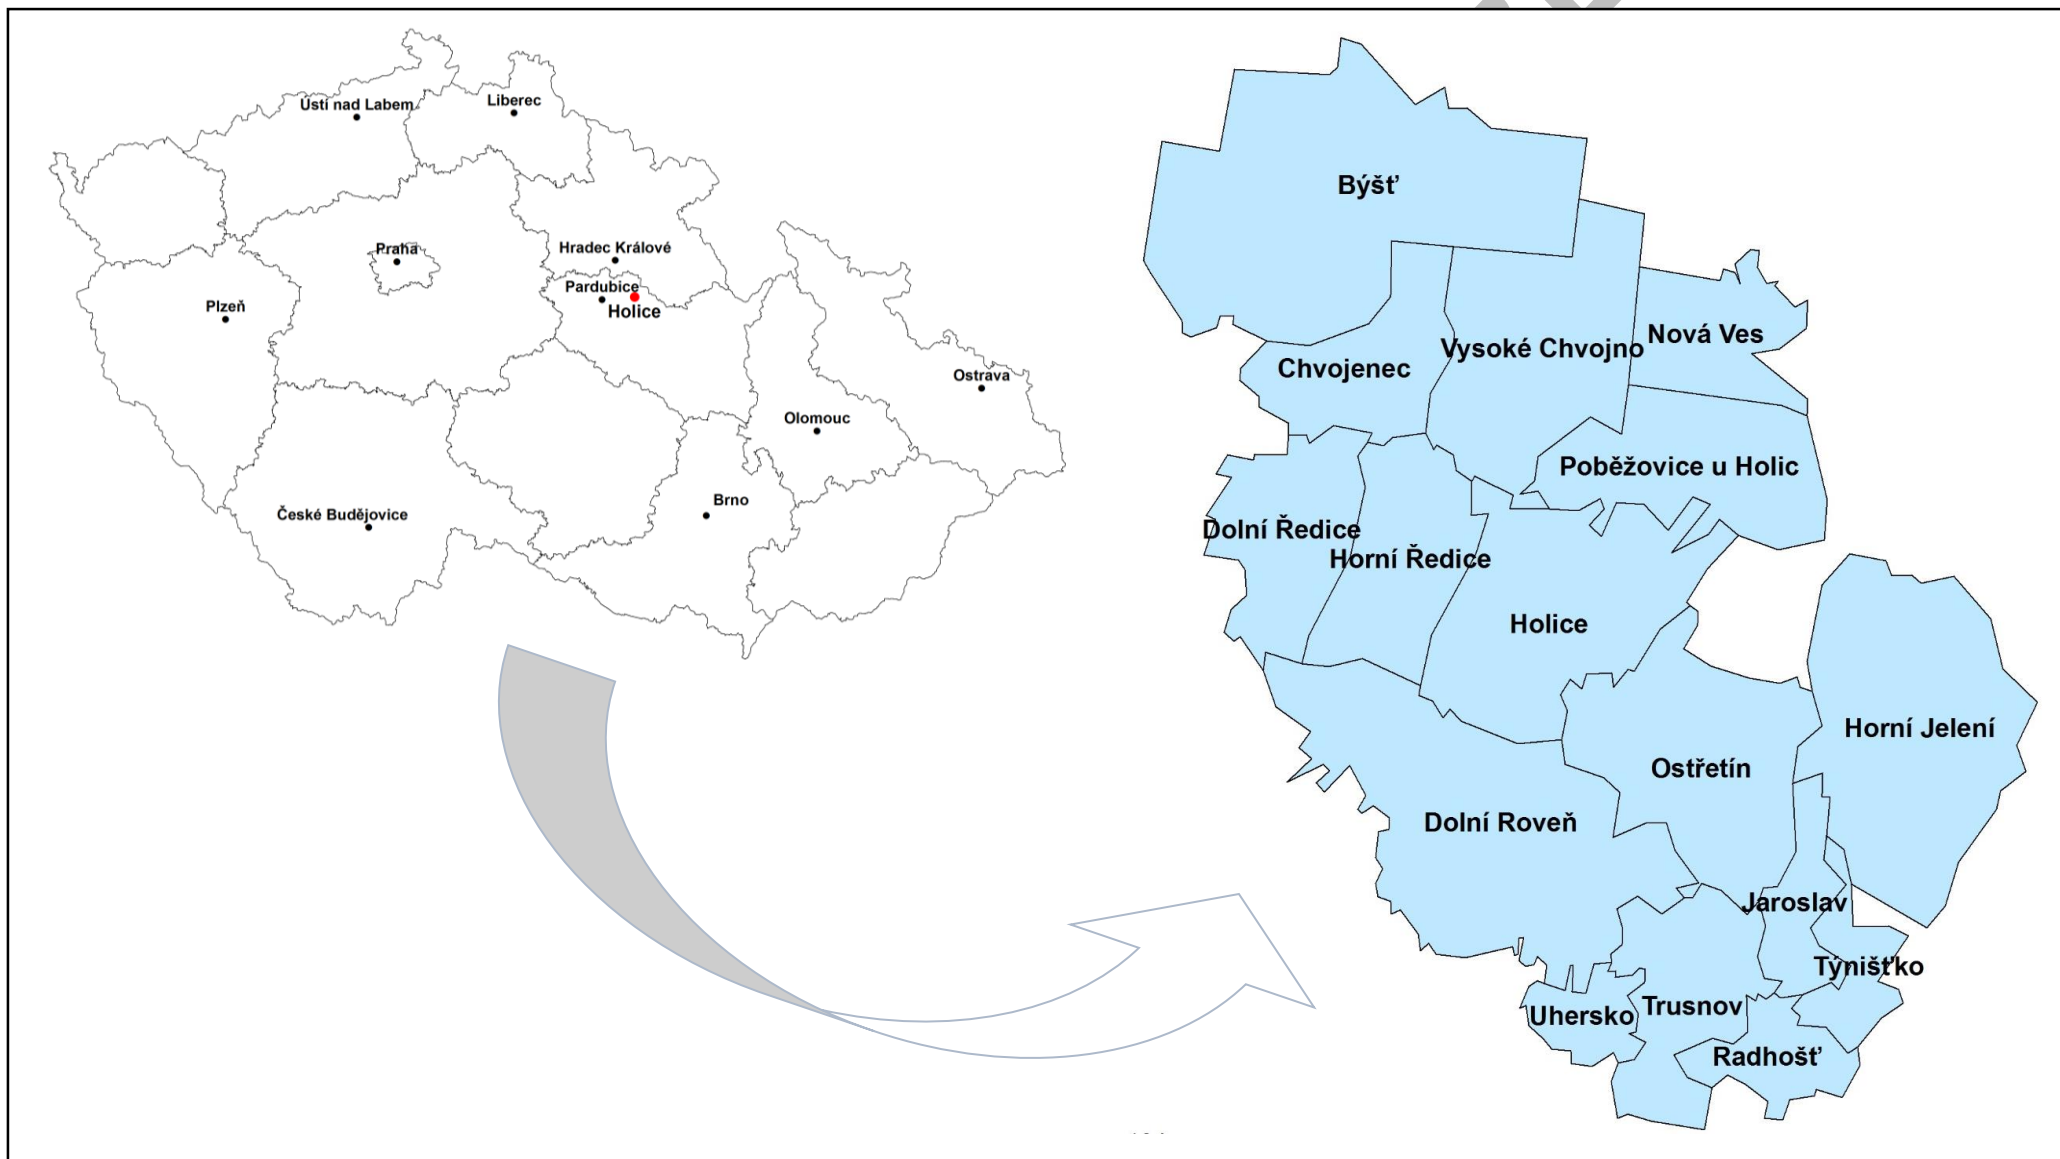 Ústí nad Labem
Liberec
Praha
Hradec Králové
Pardubice
Holice
Plzeň
Ostrava
Olomouc
Brno
České Budějovice
Býšť
Nová Ves
Vysoké Chvojno
Chvojenec
Poběžovice u Holic
Dolní Ředice
Horní Ředice
Holice
Horní Jelení
Ostřetín
Dolní Roveň
Jaroslav
Týnišťko
Trusnov
Uhersko
Radhošť